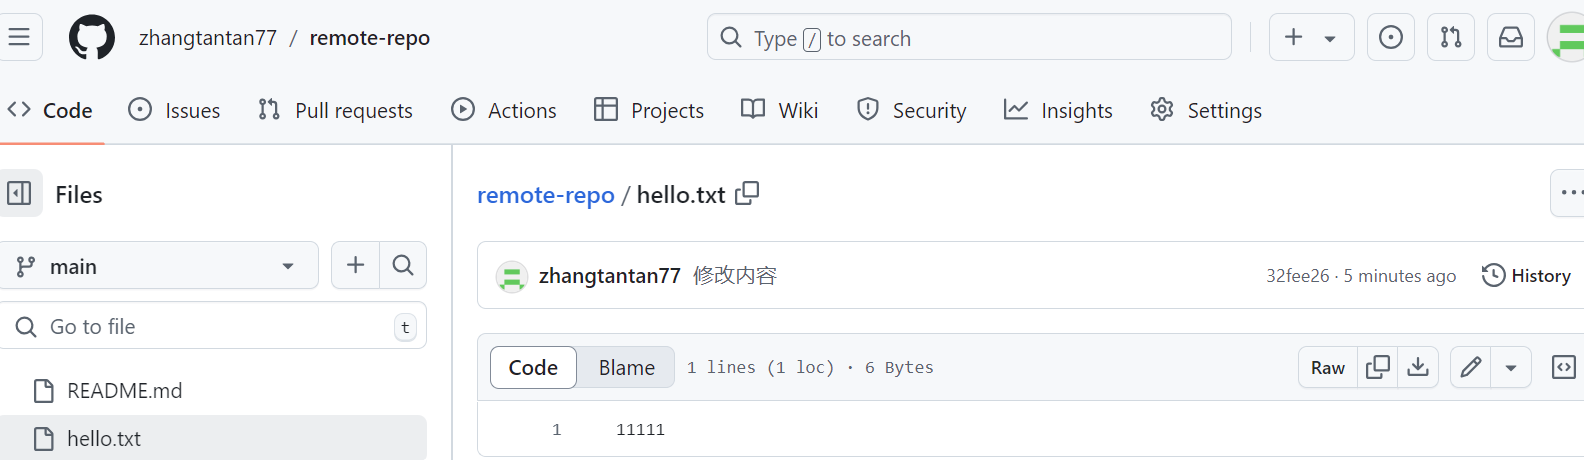 zhangtantan77 / remote-repo
Type / to search
Code Issues Pull requests Actions Projects Wiki Security Insights Settings
Files
remote-repo / hello.txt
main
zhangtantan77 修改内容 32fee26 · 5 minutes ago History
Go to file t
Code Blame 1 lines (1 loc) · 6 Bytes Raw
README.md
hello.txt
1 11111